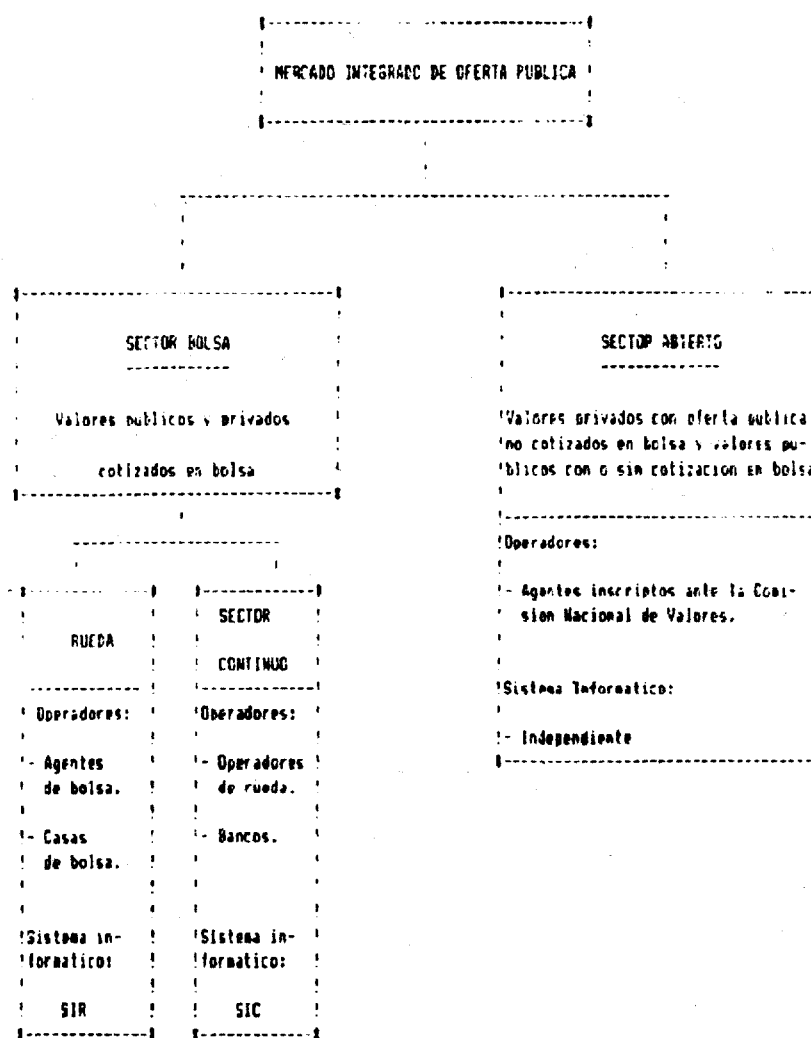 MERCADO INTEGRADO DE OFERTA PUBLICA
SECTOR BOLSA
Valores publicos y privados
cotizados en bolsa
SECTOR ABIERTO
Valores privados con oferta publica
no cotizados en bolsa y valores pu-
blicos con o sin cotizacion en bolsa
Operadores:
- Agentes inscriptos ante la Comi-
sion Nacional de Valores.
Sistema Informatico:
- Independiente
RUEDA
Operadores:
- Agentes
de bolsa.
- Casas
de bolsa.
Sistema in-
formatico:
SIR
SECTOR
CONTINUO
Operadores:
- Operadores
de rueda.
- Bancos.
Sistema in-
formatico:
SIC